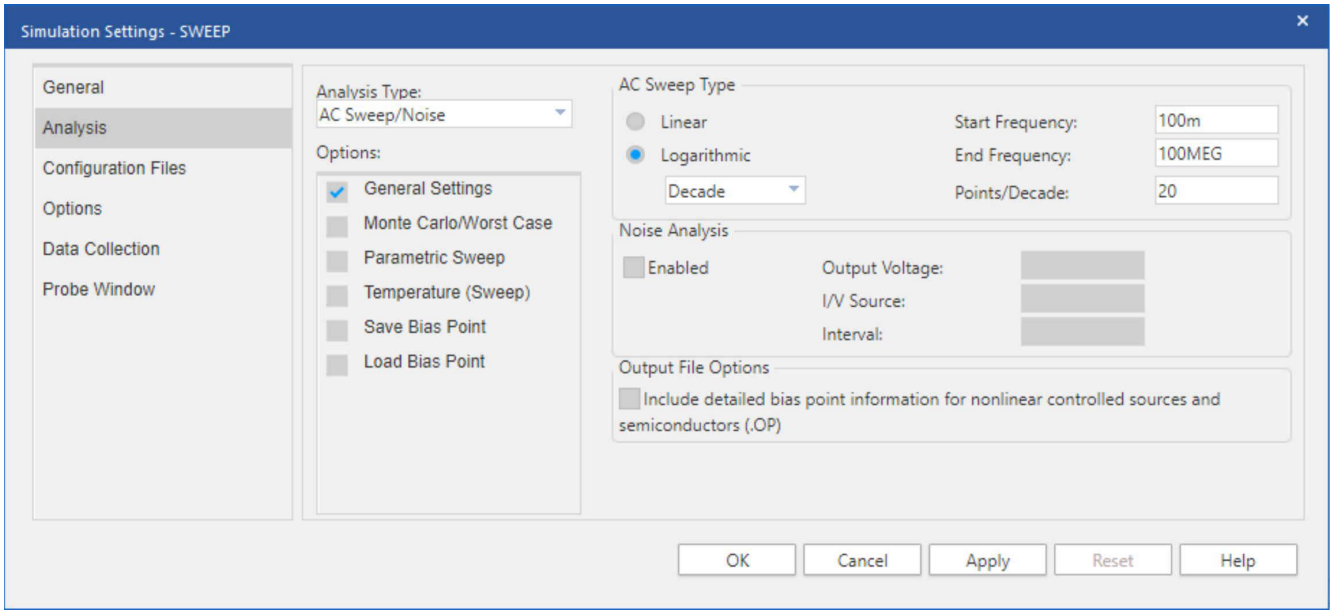 Simulation Settings - SWEEP
General
Analysis
Configuration Files
Options
Data Collection
Probe Window
Analysis Type:
AC Sweep/Noise
Options:
General Settings
Monte Carlo/Worst Case
Parametric Sweep
Temperature (Sweep)
Save Bias Point
Load Bias Point
AC Sweep Type
Linear
Logarithmic
Decade
Start Frequency:
100m
End Frequency:
100MEG
Points/Decade:
20
Noise Analysis
Enabled
Output Voltage:
I/V Source:
Interval:
Output File Options
Include detailed bias point information for nonlinear controlled sources and
semiconductors (.OP)
OK
Cancel
Apply
Reset
Help